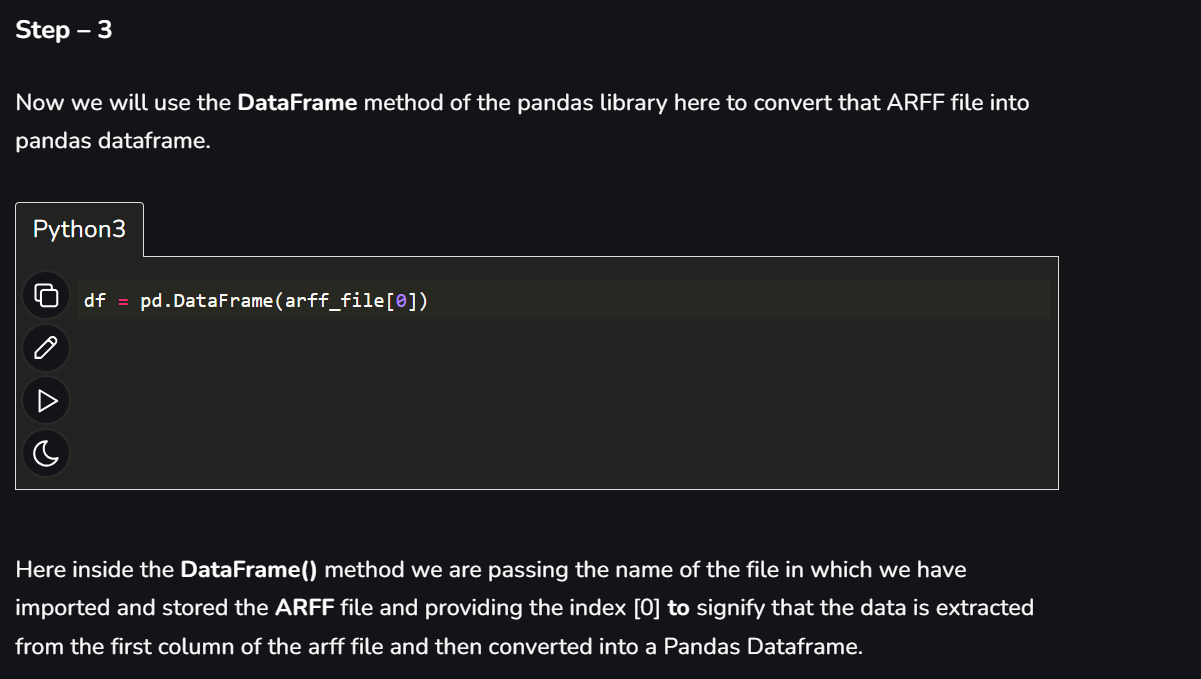 Step – 3
Now we will use the DataFrame method of the pandas library here to convert that ARFF file into
pandas dataframe.
Python3
df = pd.DataFrame(arff_file[0])
Here inside the DataFrame() method we are passing the name of the file in which we have
imported and stored the ARFF file and providing the index [0] to signify that the data is extracted
from the first column of the arff file and then converted into a Pandas Dataframe.